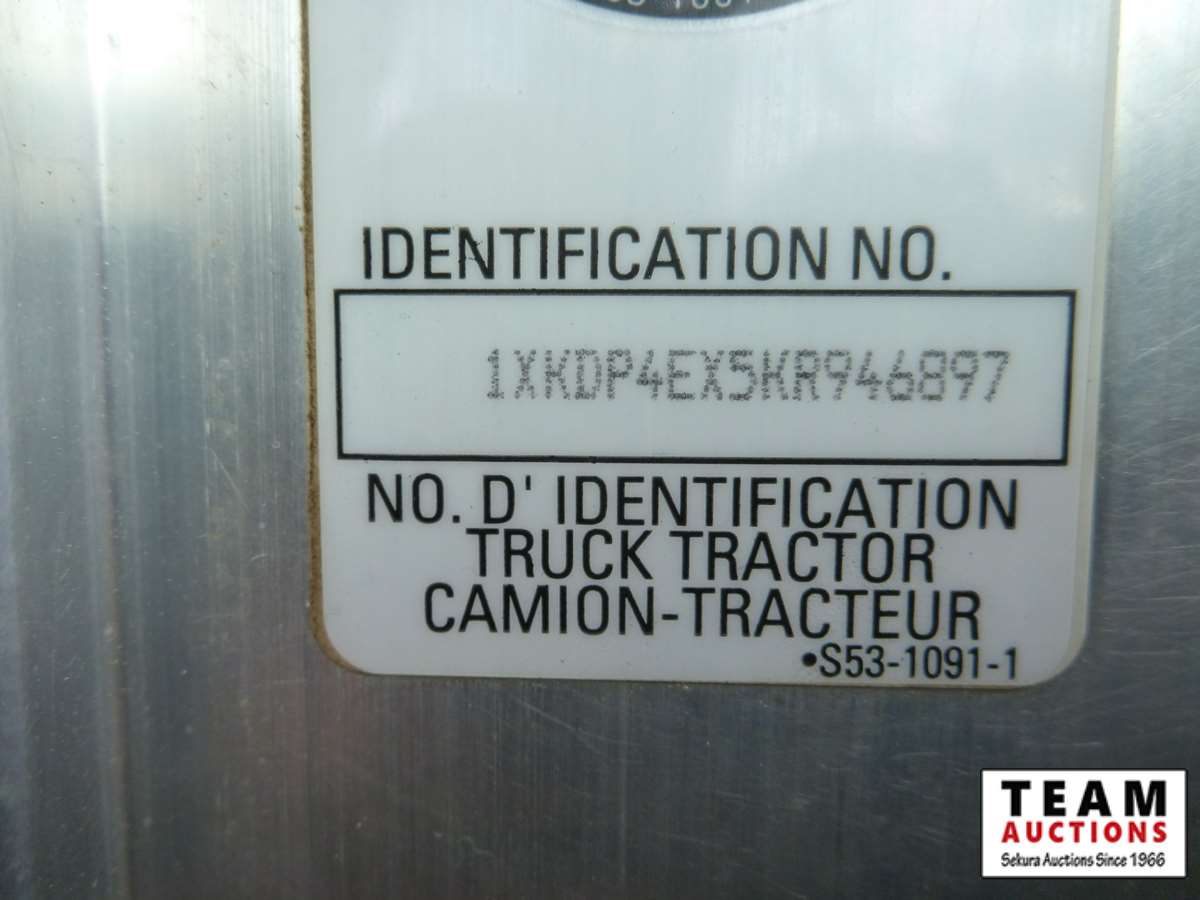 IDENTIFICATION NO.
1XKDP4EX5KR946897
NO. D' IDENTIFICATION
TRUCK TRACTOR
CAMION-TRACTEUR
•S53-1091-1
TEAM
AUCTIONS
Sekura Auctions Since 1966